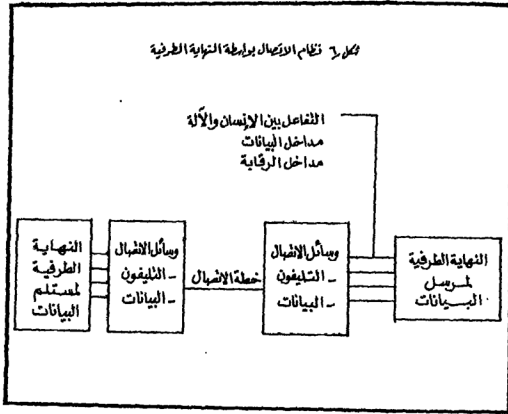 شكل ٦ نظام الاتصال بواسطة النهاية الطرفية
التفاعل بين الإنسان والآلة
مداخل البيانات
مداخل الرقابة
النهاية الطرفية
لمرسل
البيانات
وسائل الاتصال
- التليفون
- البيانات
خطة الاتصال
وسائل الاتصال
- التليفون
- البيانات
النهاية
الطرفية
لمستلم
البيانات